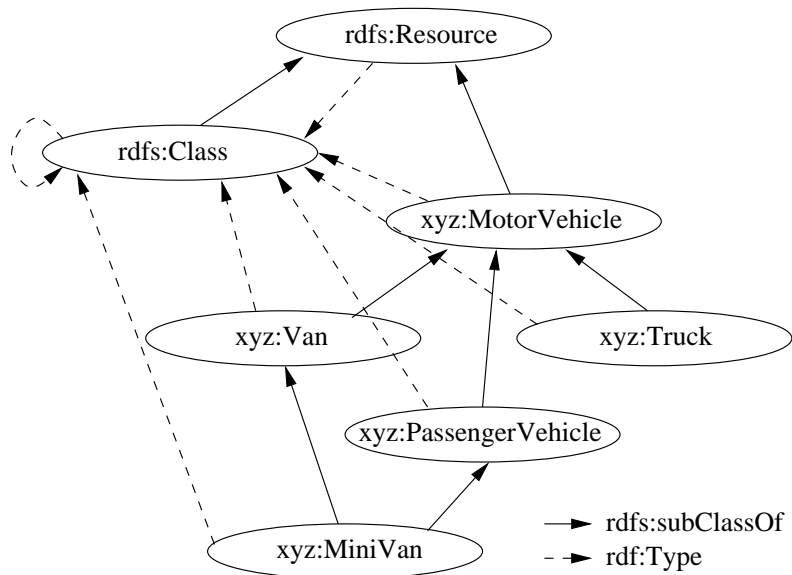 rdfs:Resource
rdfs:Class
xyz:MotorVehicle
xyz:Van
xyz:Truck
xyz:PassengerVehicle
xyz:MiniVan
rdfs:subClassOf
rdf:Type